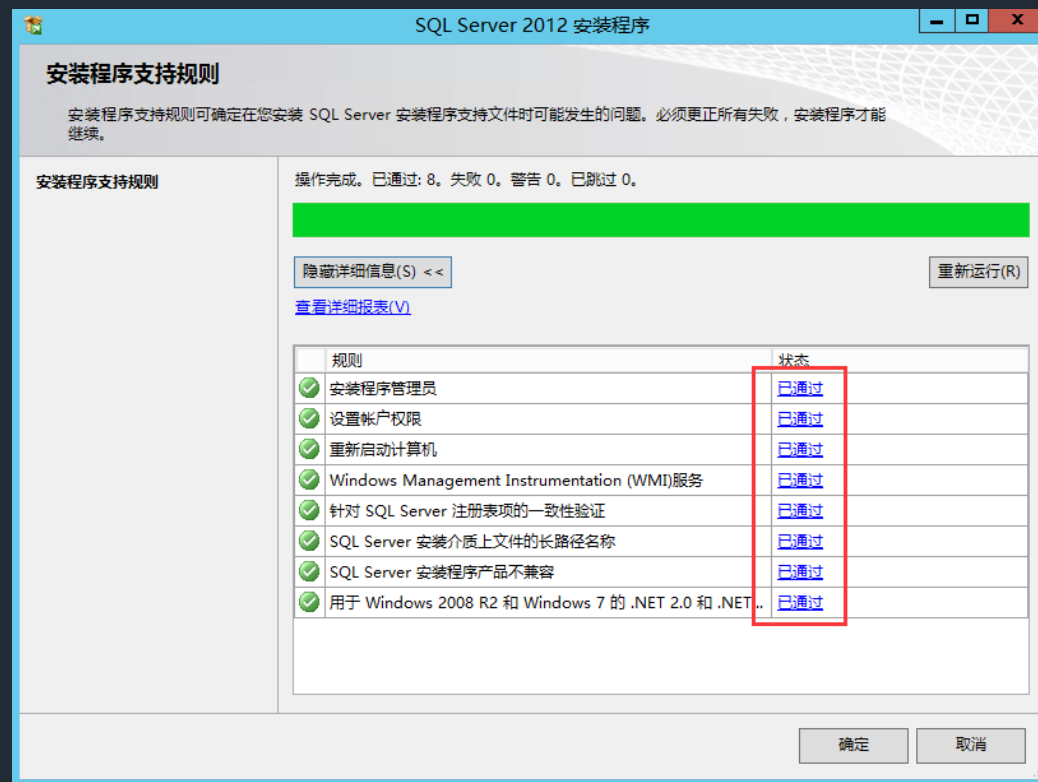 SQL Server 2012 安装程序
安装程序支持规则
安装程序支持规则可确定在您安装 SQL Server 安装程序支持文件时可能发生的问题。必须更正所有失败，安装程序才能
继续。
安装程序支持规则
操作完成。已通过: 8。失败 0。警告 0。已跳过 0。
隐藏详细信息(S) <<
重新运行(R)
查看详细报表(V)
规则 状态
安装程序管理员 已通过
设置帐户权限 已通过
重新启动计算机 已通过
Windows Management Instrumentation (WMI)服务 已通过
针对 SQL Server 注册表项的一致性验证 已通过
SQL Server 安装介质上文件的长路径名称 已通过
SQL Server 安装程序产品不兼容 已通过
用于 Windows 2008 R2 和 Windows 7 的 .NET 2.0 和 .NET... 已通过
确定 取消